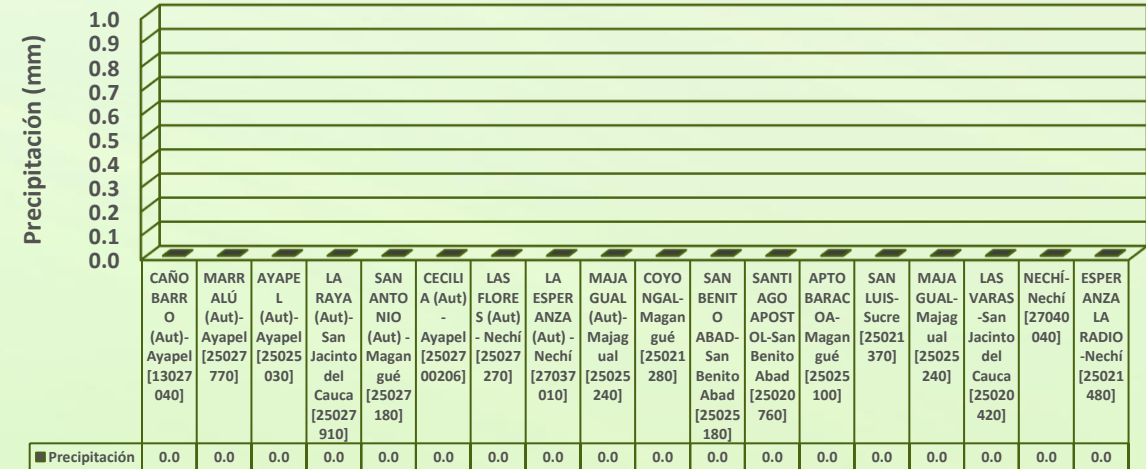 Precipitación (mm)
1.0
0.9
0.8
0.7
0.6
0.5
0.4
0.3
0.2
0.1
0.0
CAÑO
BARR
O
(Aut)-
Ayapel
[13027
040]
MARR
ALÚ
(Aut)-
Ayapel
[25027
770]
AYAPE
L
(Aut)-
Ayapel
[25025
030]
LA
RAYA
(Aut)-
San
Jacinto
del
Cauca
[25027
910]
SAN
ANTO
NIO
(Aut) -
Magan
gué
[25027
180]
CECILI
A (Aut)
-
Ayapel
[25027
00206]
LAS
FLORE
S (Aut)
- Nechí
[25027
270]
LA
ESPER
ANZA
(Aut) -
Nechí
[27037
010]
MAJA
GUAL
(Aut)-
Majag
ual
[25025
240]
COYO
NGAL-
Magan
gué
[25021
280]
SAN
BENIT
O
ABAD-
San
Benito
Abad
[25025
180]
SANTI
AGO
APOST
OL-San
Benito
Abad
[25020
760]
APTO
BARAC
OA-
Magan
gué
[25025
100]
SAN
LUIS-
Sucre
[25021
370]
MAJA
GUAL-
Majag
ual
[25025
240]
LAS
VARAS
-San
Jacinto
del
Cauca
[25020
420]
NECHÍ-
Nechí
[27040
040]
ESPER
ANZA
LA
RADIO
-Nechí
[25021
480]
Precipitación 0.0 0.0 0.0 0.0 0.0 0.0 0.0 0.0 0.0 0.0 0.0 0.0 0.0 0.0 0.0 0.0 0.0 0.0